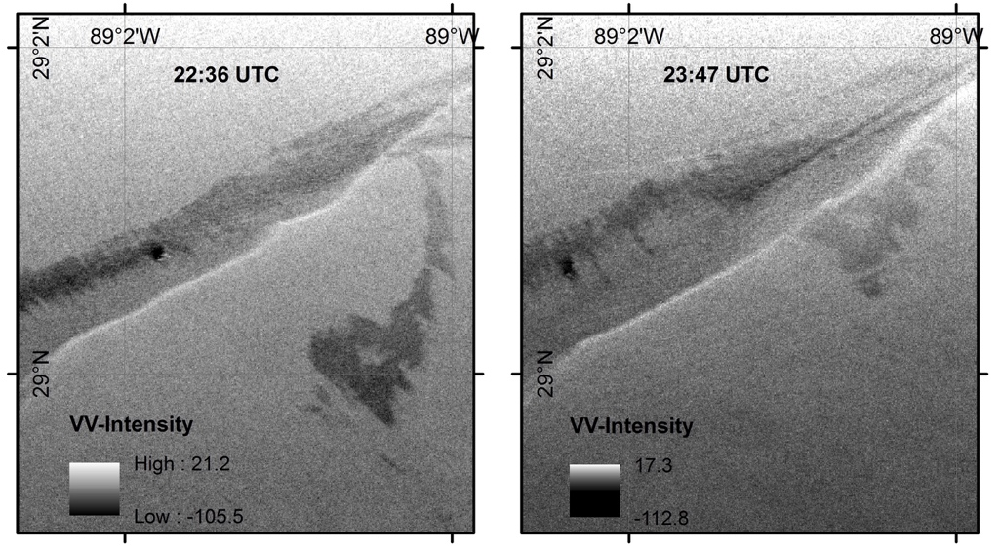 89°2'W
89°W
29°2'N
22:36 UTC
29°N
VV-Intensity
High : 21.2
Low : -105.5
89°2'W
89°W
29°2'N
23:47 UTC
29°N
VV-Intensity
17.3
-112.8